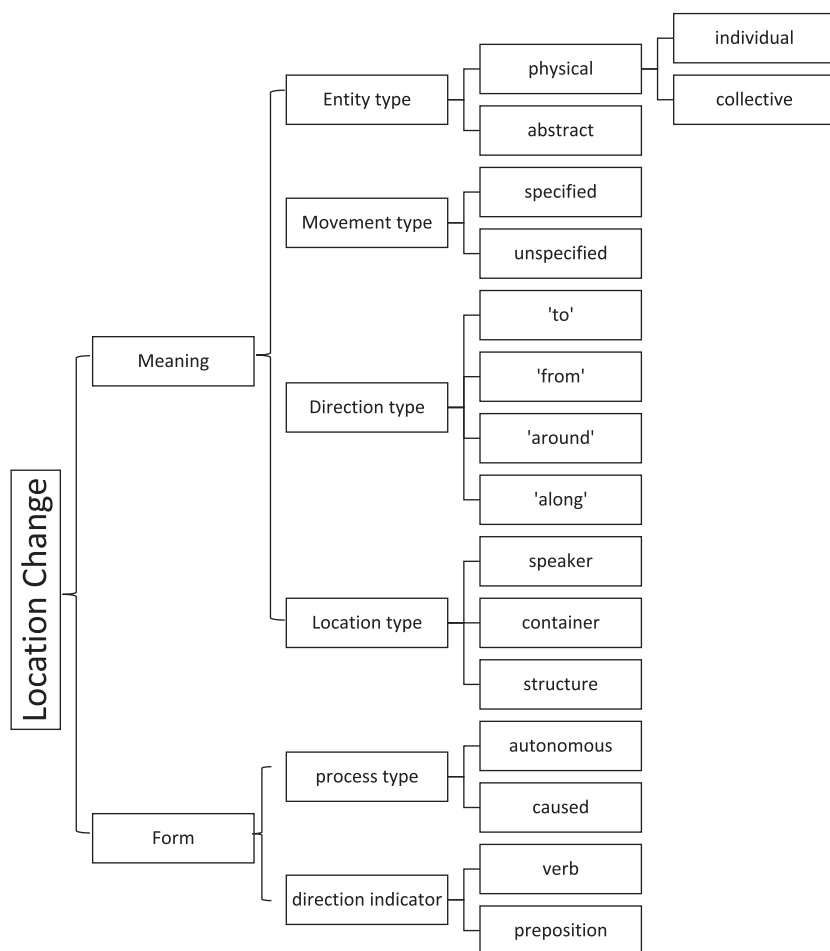 Location Change
Meaning
Entity type
physical
individual
collective
abstract
Movement type
specified
unspecified
Direction type
'to'
'from'
'around'
'along'
Location type
speaker
container
structure
Form
process type
autonomous
caused
direction indicator
verb
preposition